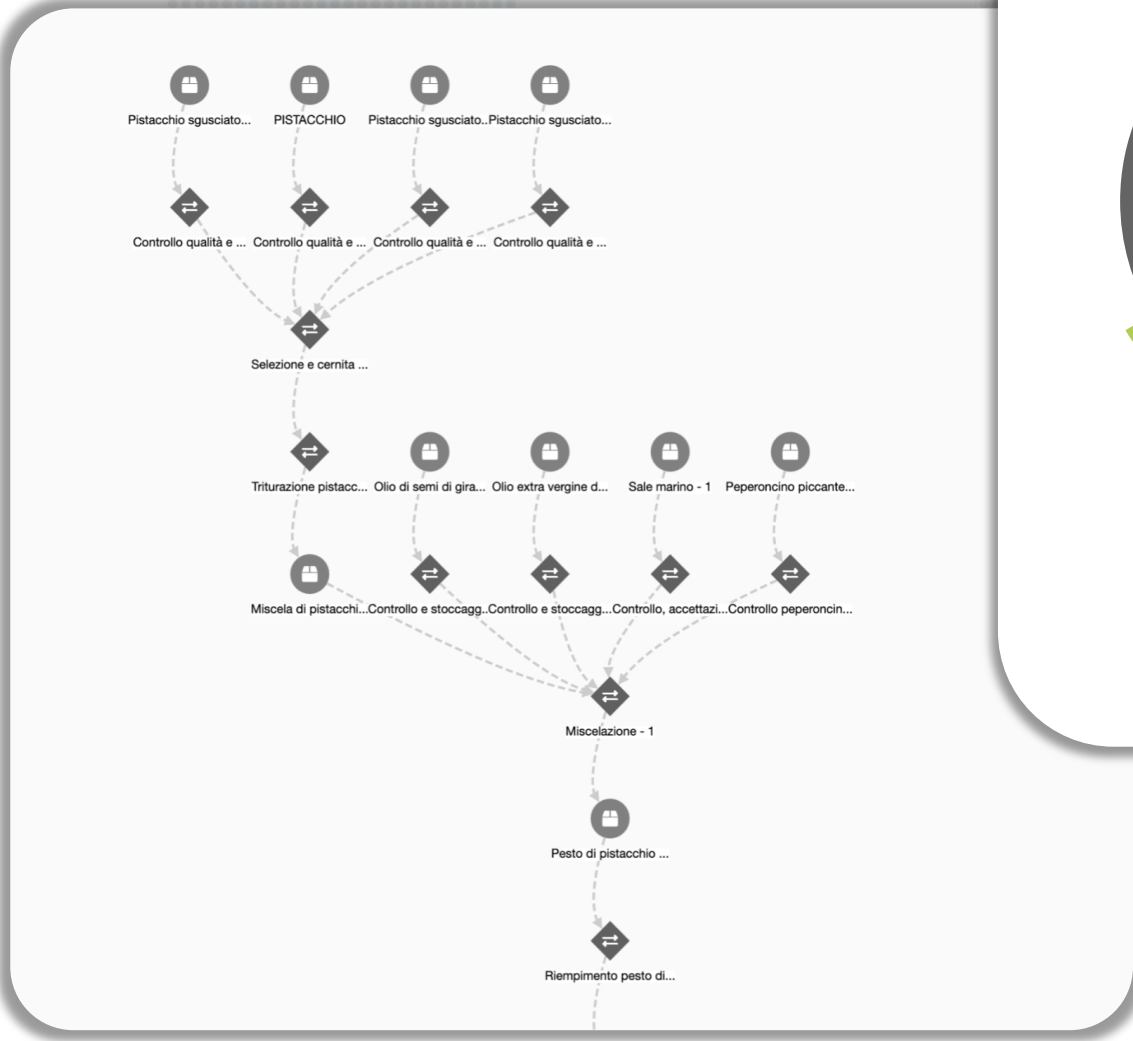 Pistacchio sgusciato... PISTACCHIO Pistacchio sgusciato... Pistacchio sgusciato...
Controllo qualità e ... Controllo qualità e ... Controllo qualità e ... Controllo qualità e ...
Selezione e cernita ...
Triturazione pistacc... Olio di semi di gira... Olio extra vergine d... Sale marino - 1 Peperoncino piccante...
Miscela di pistacchi... Controllo e stoccagg... Controllo e stoccagg... Controllo, accettazi... Controllo peperoncin...
Miscelazione - 1
Pesto di pistacchio ...
Riempimento pesto di...